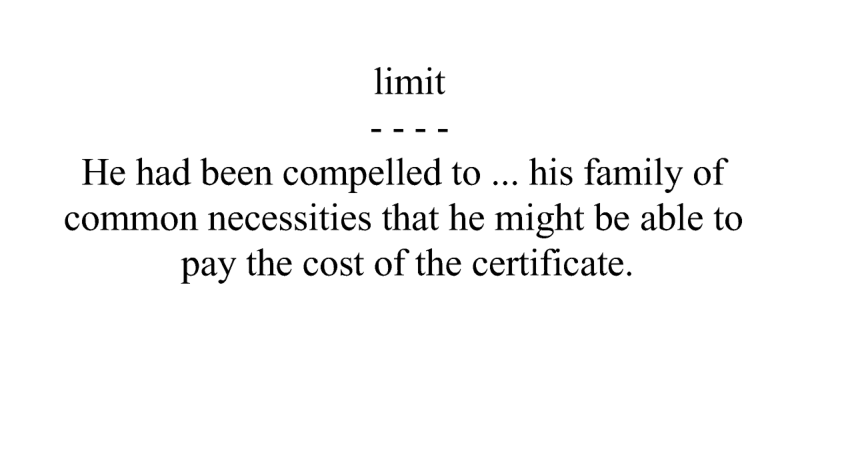 limit
- - - -
He had been compelled to ... his family of
common necessities that he might be able to
pay the cost of the certificate.